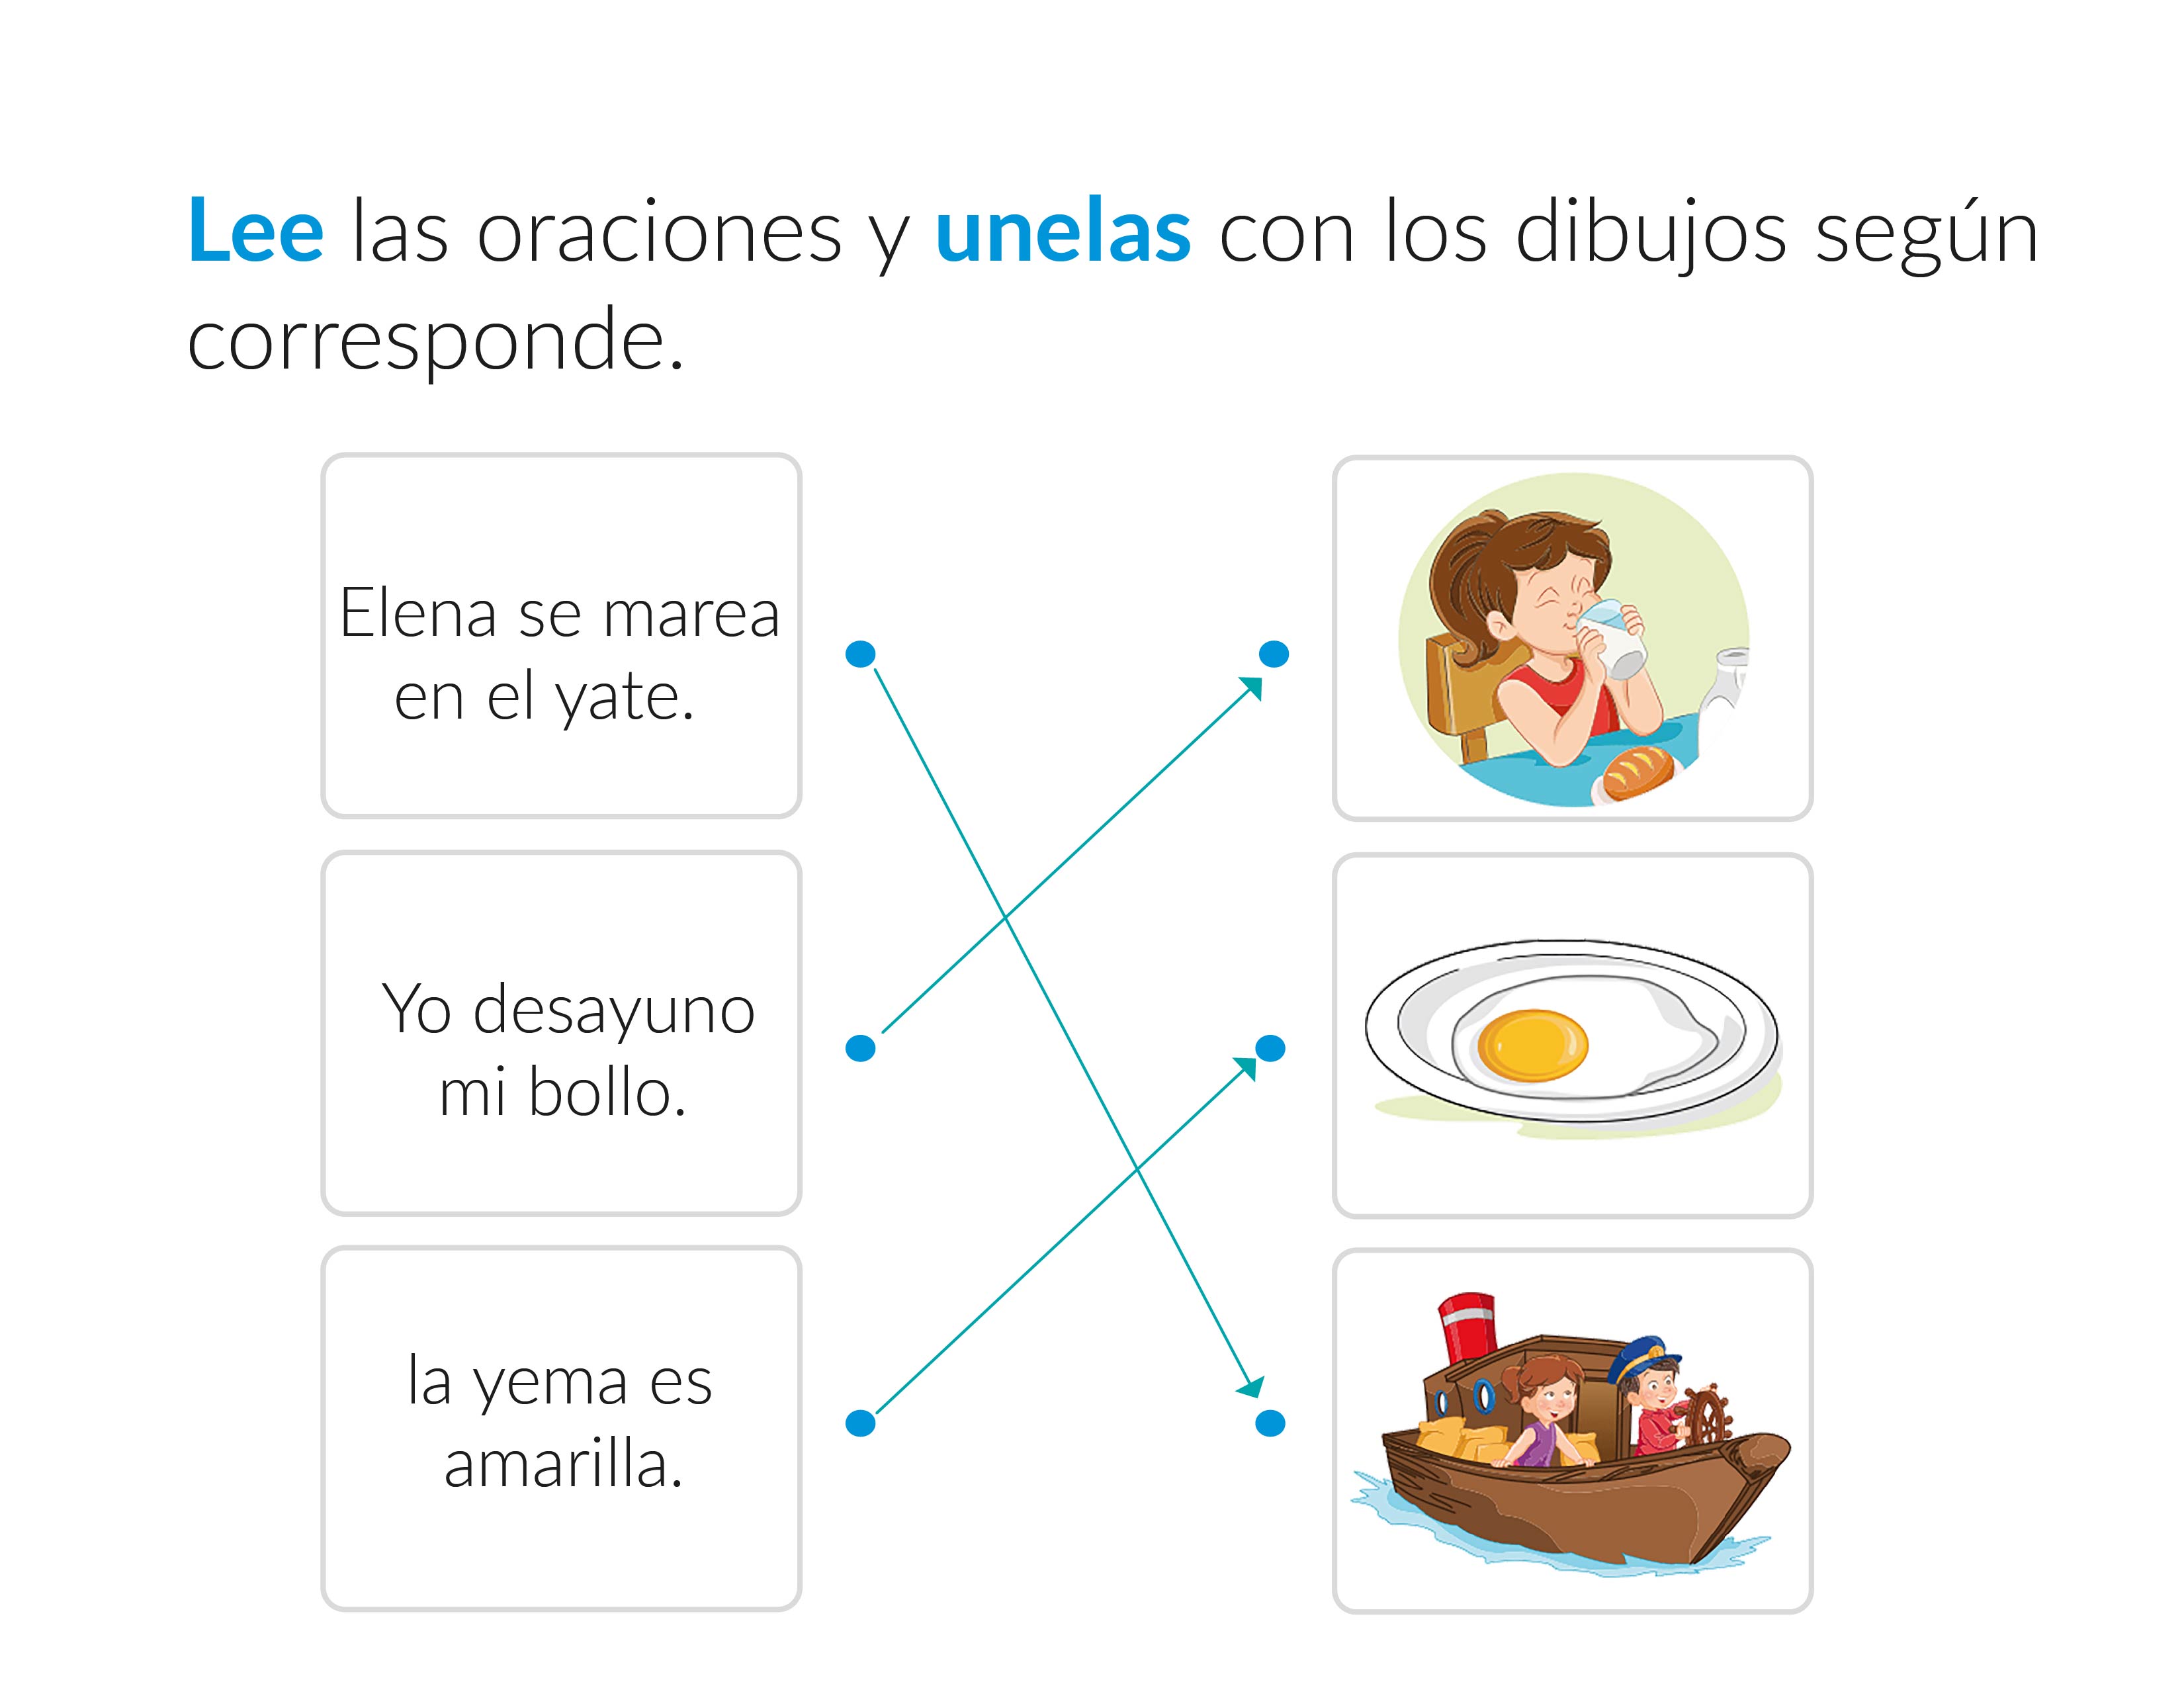 Lee las oraciones y unelas con los dibujos según
corresponde.
Elena se marea
en el yate.
Yo desayuno
mi bollo.
la yema es
amarilla.